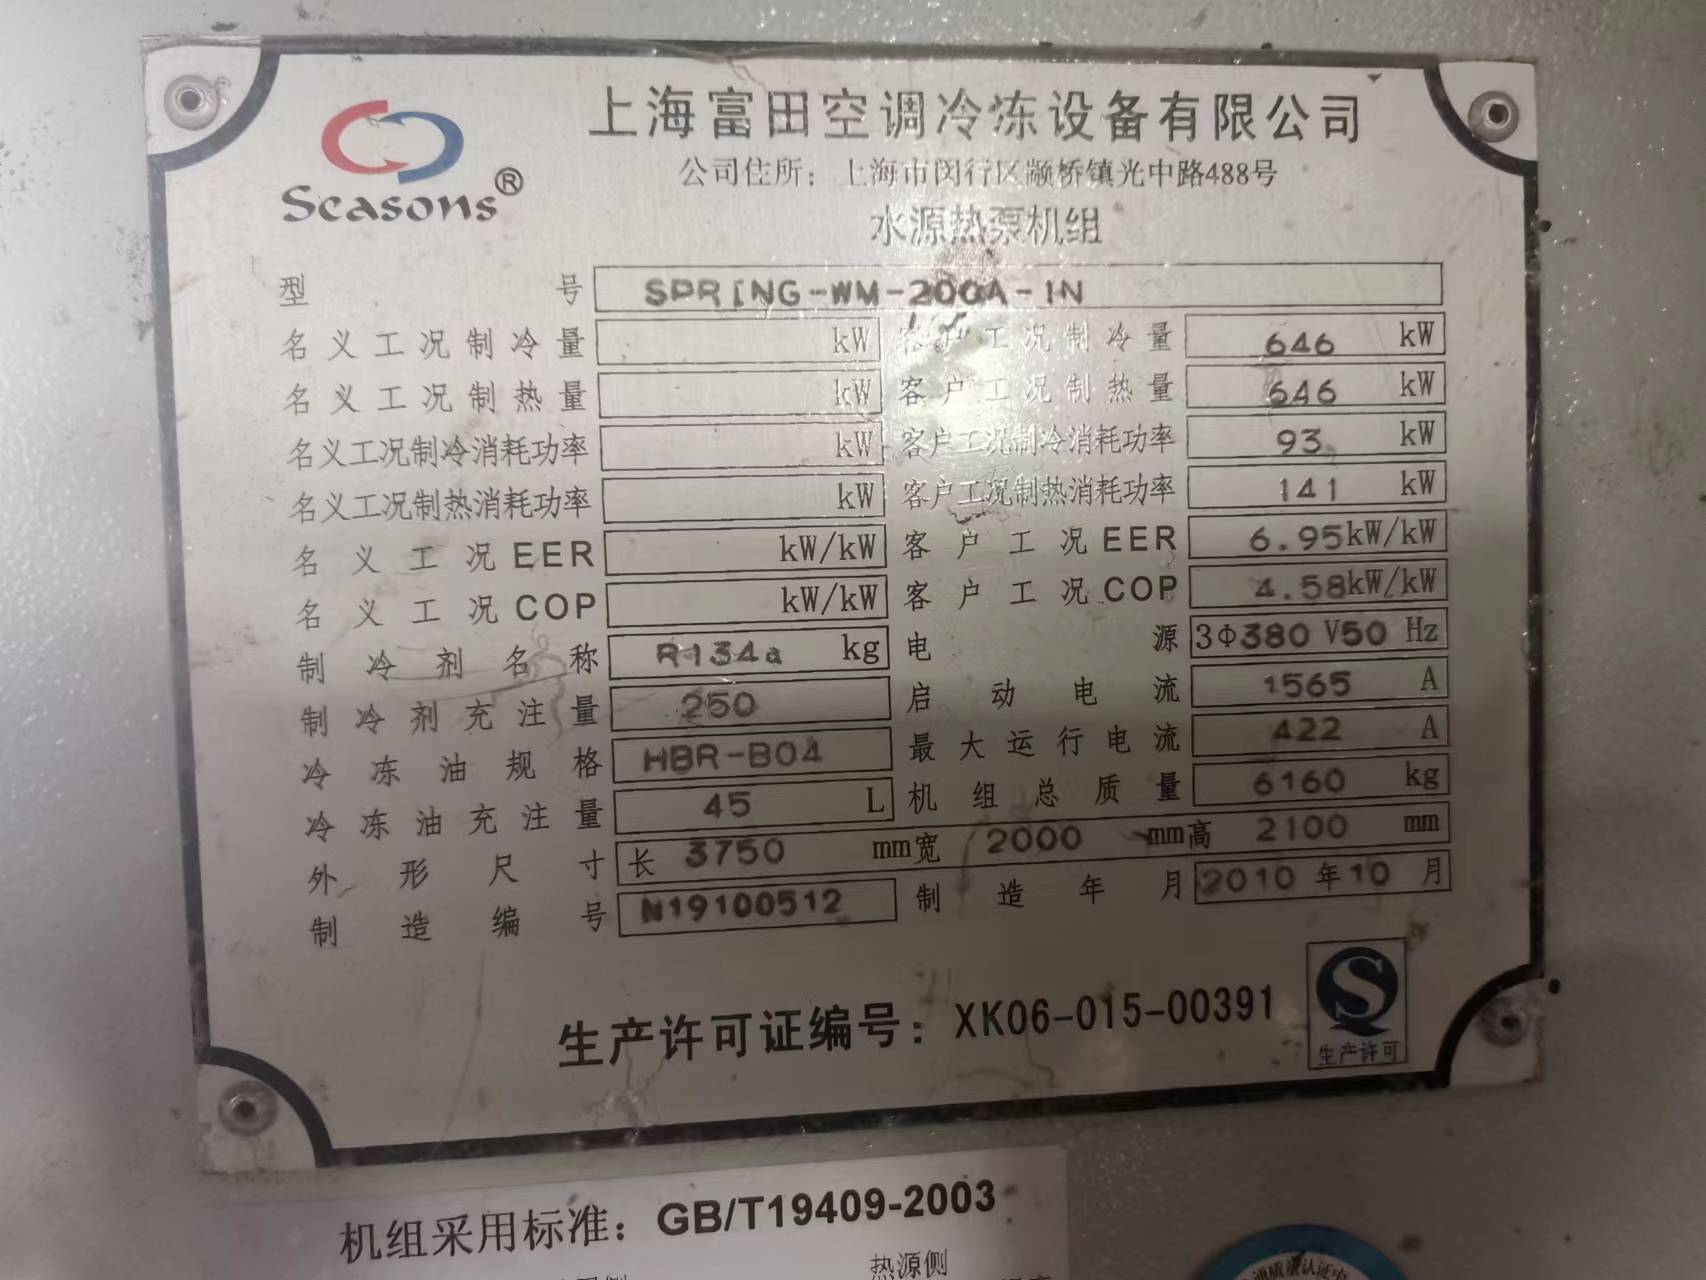 上海富田空调冷冻设备有限公司
Seasons®
公司住所：上海市闵行区颛桥镇光中路488号
水源热泵机组
型号 SPRING-WM-200A-IN
名义工况制冷量 kW 客户工况制冷量 646 kW
名义工况制热量 kW 客户工况制热量 646 kW
名义工况制冷消耗功率 kW 客户工况制冷消耗功率 93 kW
名义工况制热消耗功率 kW 客户工况制热消耗功率 141 kW
名义工况EER kW/kW 客户工况EER 6.95kW/kW
名义工况COP kW/kW 客户工况COP 4.58kW/kW
制冷剂名称 R134a kg 电源 3Φ380 V50 Hz
制冷剂充注量 250 启动电流 1565 A
冷冻油规格 HBR-B04 最大运行电流 422 A
冷冻油充注量 45 L 机组总质量 6160 kg
外形尺寸 长 3750 mm宽 2000 mm高 2100 mm
制造编号 N19100512 制造年月 2010 年 10 月
生产许可证编号：XK06-015-00391
生产许可
机组采用标准：GB/T19409-2003
热源侧